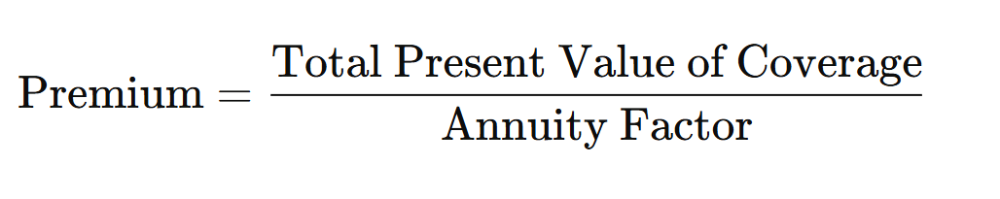 Premium = Total Present Value of Coverage
Annuity Factor